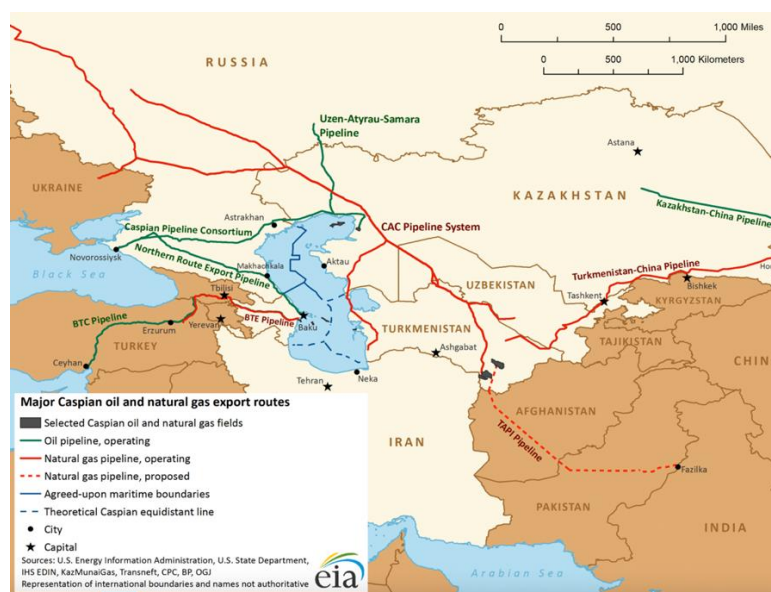 0 500 1,000 Miles
0 500 1,000 Kilometers
RUSSIA
Uzen-Atyrau-Samara
Pipeline
Astana
UKRAINE
KAZAKHSTAN
Kazakhstan-China Pipeline
Astrakhan
Caspian Pipeline Consortium
CAC Pipeline System
Novorossiysk
Northern Route Export Pipeline
Makhachkala
Aktau
Turkmenistan-China Pipeline
Black Sea
Tbilisi
UZBEKISTAN
Bishkek
Tashkent
KYRGYZSTAN
BTC Pipeline
Erzurum
Yerevan
BTE Pipeline
Baku
TURKMENISTAN
TURKEY
TAJIKISTAN
Ashgabat
CHIN
Ceyhan
Tehran
Neka
Major Caspian oil and natural gas export routes
Selected Caspian oil and natural gas fields
Oil pipeline, operating
Natural gas pipeline, operating
Natural gas pipeline, proposed
Agreed-upon maritime boundaries
Theoretical Caspian equidistant line
City
Capital
Sources: U.S. Energy Information Administration, U.S. State Department,
IHS EDIN, KazMunaiGas, Transneft, CPC, BP, OGJ
Representation of international boundaries and names not authoritative
eia
AFGHANISTAN
IRAN
TAPI Pipeline
Fazilka
PAKISTAN
INDIA
Arabian Sea